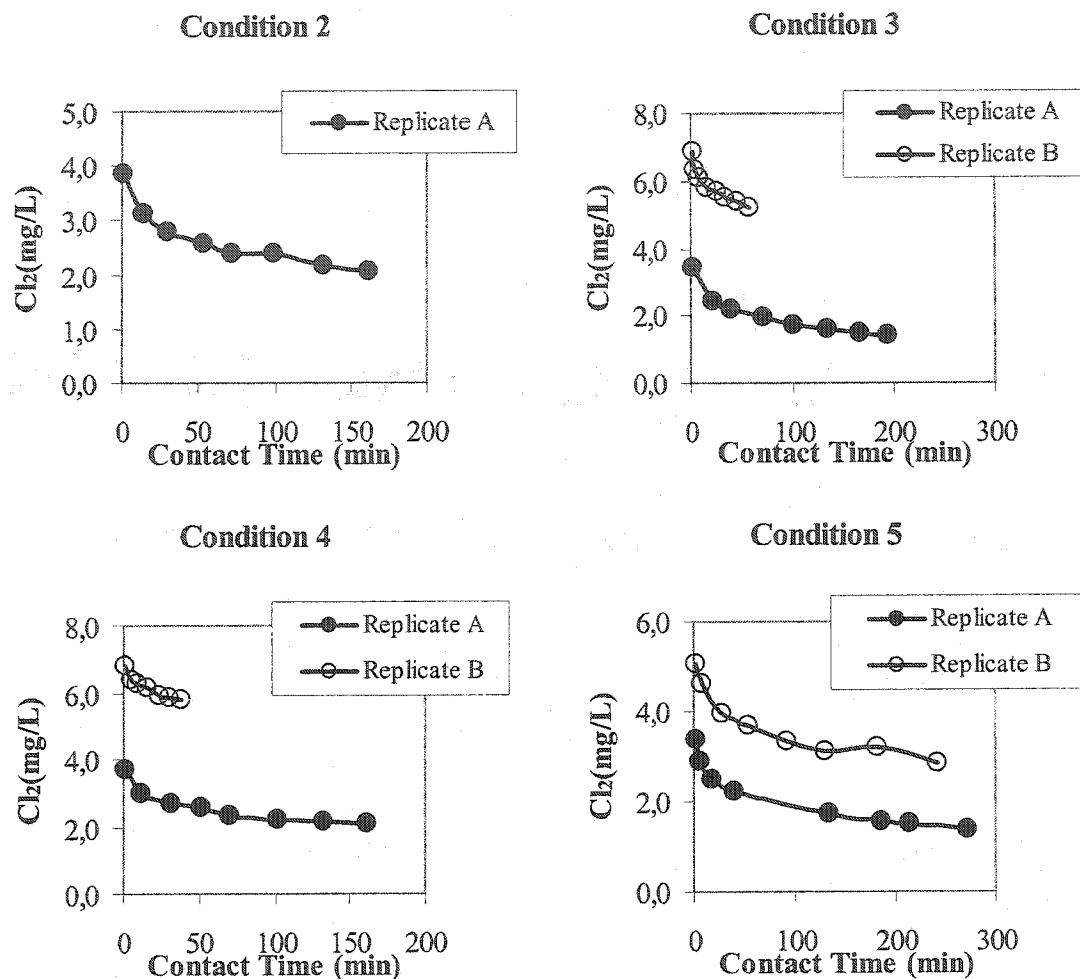 Condition 2
Replicate A
5,0
4,0
3,0
2,0
1,0
0,0
Cl₂(mg/L)
0 50 100 150 200
Contact Time (min)
Condition 3
Replicate A
Replicate B
8,0
6,0
4,0
2,0
0,0
Cl₂(mg/L)
0 100 200 300
Contact Time (min)
Condition 4
Replicate A
Replicate B
8,0
6,0
4,0
2,0
0,0
Cl₂(mg/L)
0 50 100 150 200
Contact Time (min)
Condition 5
Replicate A
Replicate B
6,0
4,0
2,0
0,0
Cl₂(mg/L)
0 100 200 300
Contact Time (min)